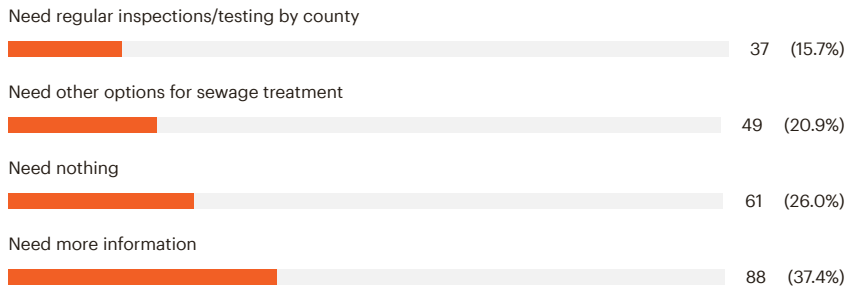 Need regular inspections/testing by county
37 (15.7%)
Need other options for sewage treatment
49 (20.9%)
Need nothing
61 (26.0%)
Need more information
88 (37.4%)